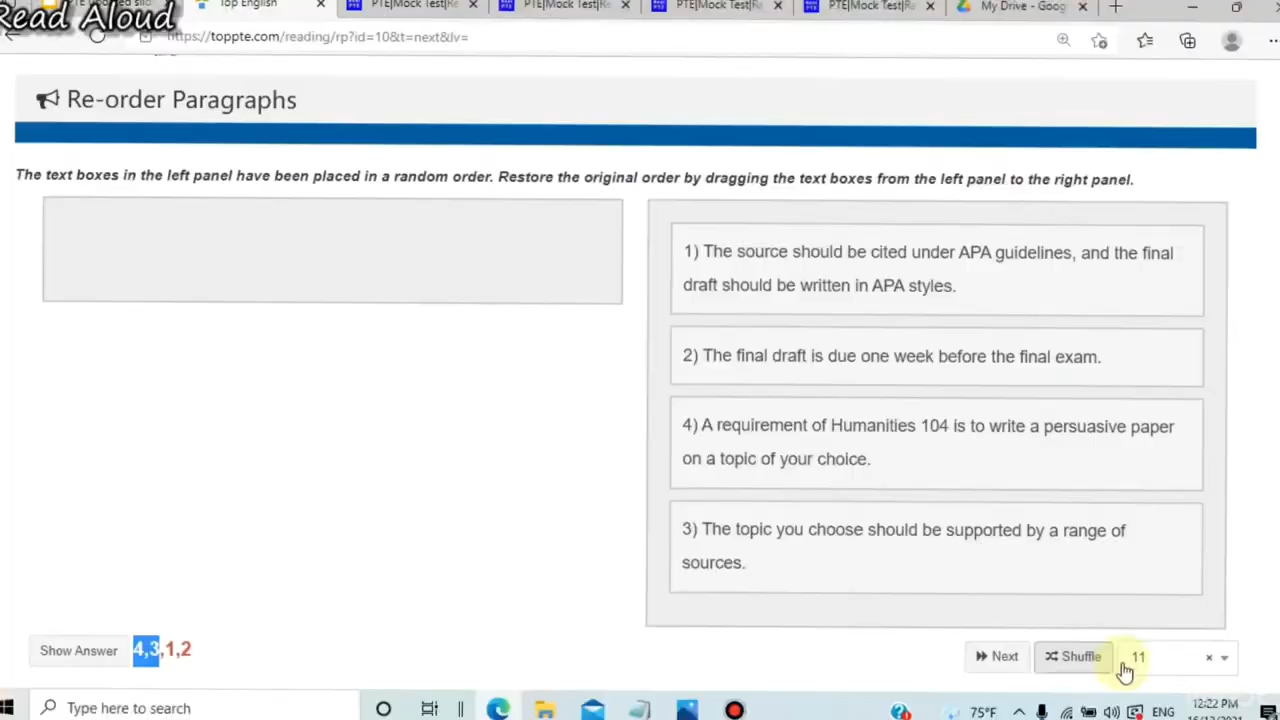 Read Aloud
Top English
PTE|Mock Test|Re
PTE|Mock Test|Re
PTE|Mock Test|Re
PTE|Mock Test|Re
My Drive - Goog
https://toppte.com/reading/rp?id=10&t=next&lv=
Re-order Paragraphs
The text boxes in the left panel have been placed in a random order. Restore the original order by dragging the text boxes from the left panel to the right panel.
1) The source should be cited under APA guidelines, and the final
draft should be written in APA styles.
2) The final draft is due one week before the final exam.
4) A requirement of Humanities 104 is to write a persuasive paper
on a topic of your choice.
3) The topic you choose should be supported by a range of
sources.
Show Answer 4,3,1,2
Next Shuffle 11
Type here to search
75°F ENG 12:22 PM